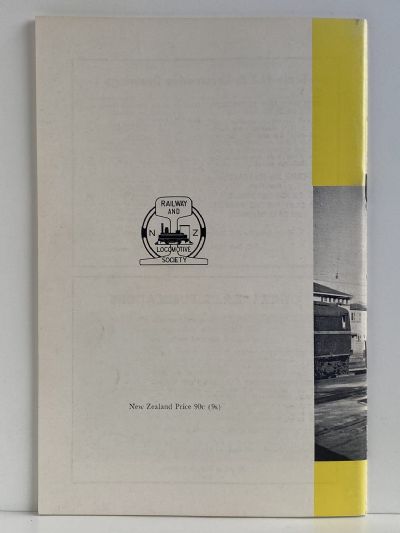 RAILWAY
AND
N Z
LOCOMOTIVE
SOCIETY
New Zealand Price 90c (9s)